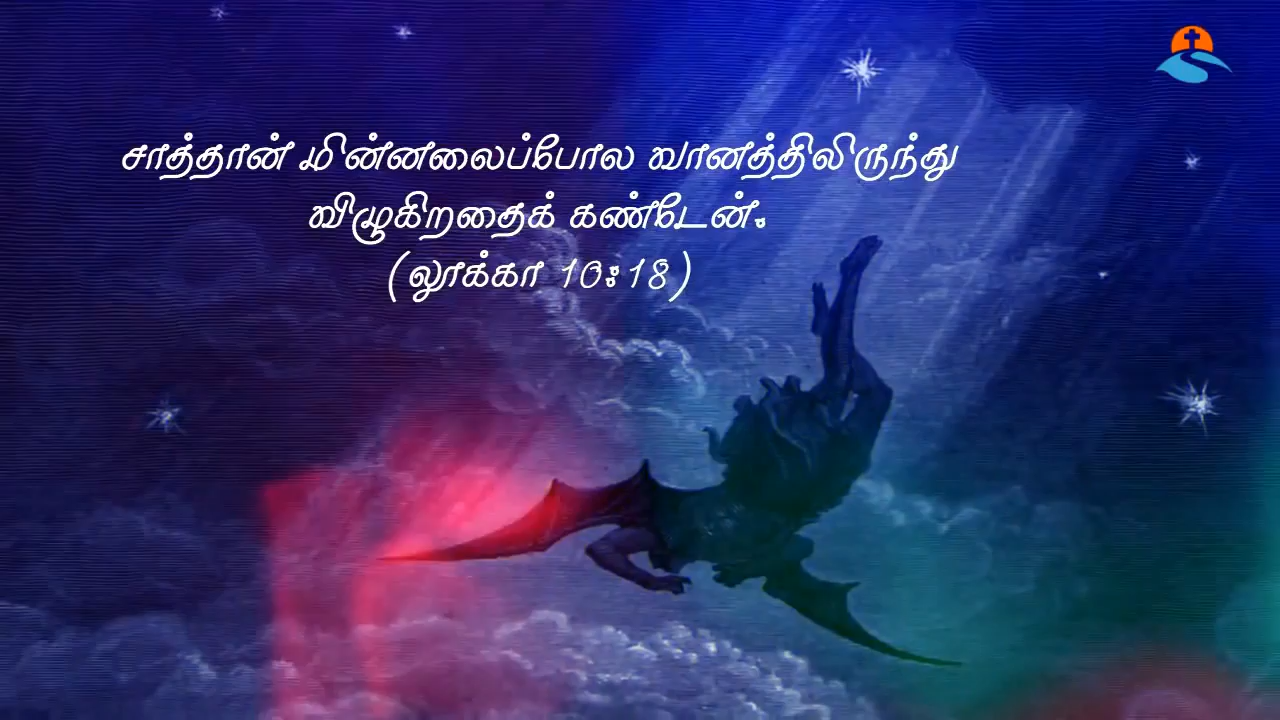 சாத்தான் மின்னலைப்போல வானத்திலிருந்து
விழுகிறதைக் கண்டேன்.
(லூக்கா 10:18)